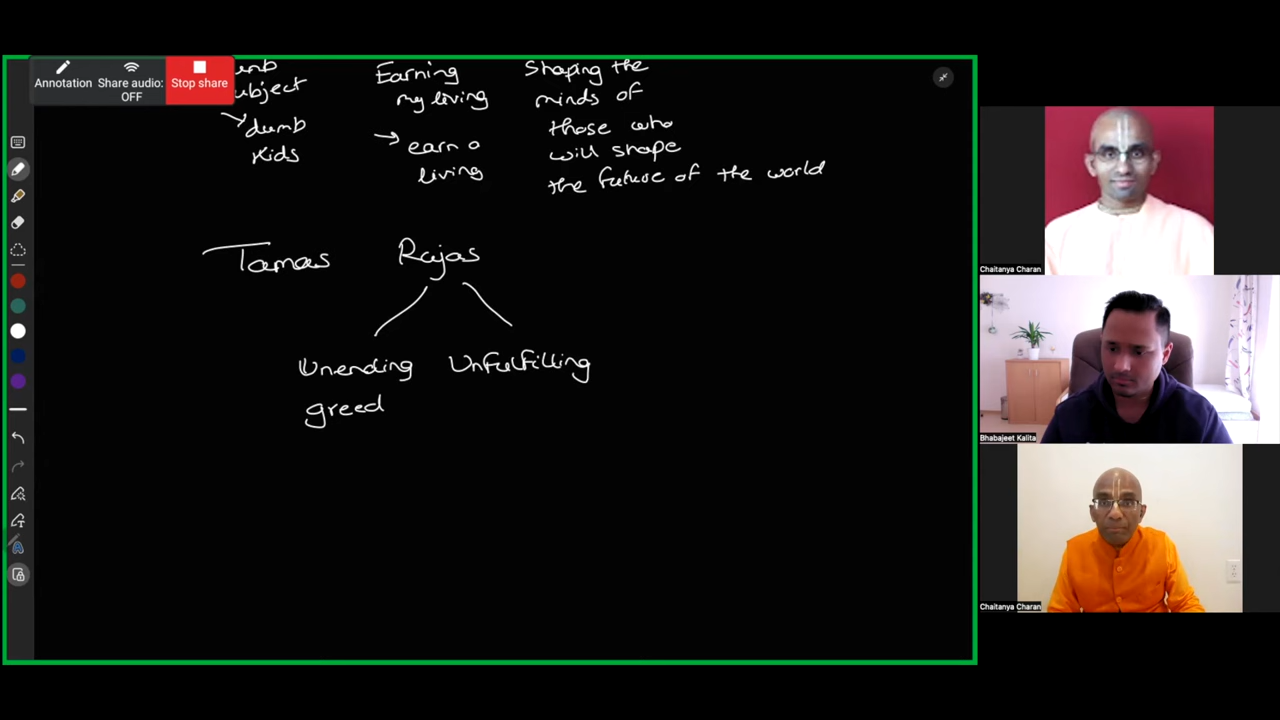 Annotation
Share audio:
OFF
Stop share
ubject
dumb
kids
Earning
my living
earn a
living
Shaping the
minds of
those who
will shape
the future of the world
Tamas
Rajas
Unending
greed
Unfulfilling
Chaitanya Charan
Bhabajeet Kalita
Chaitanya Charan